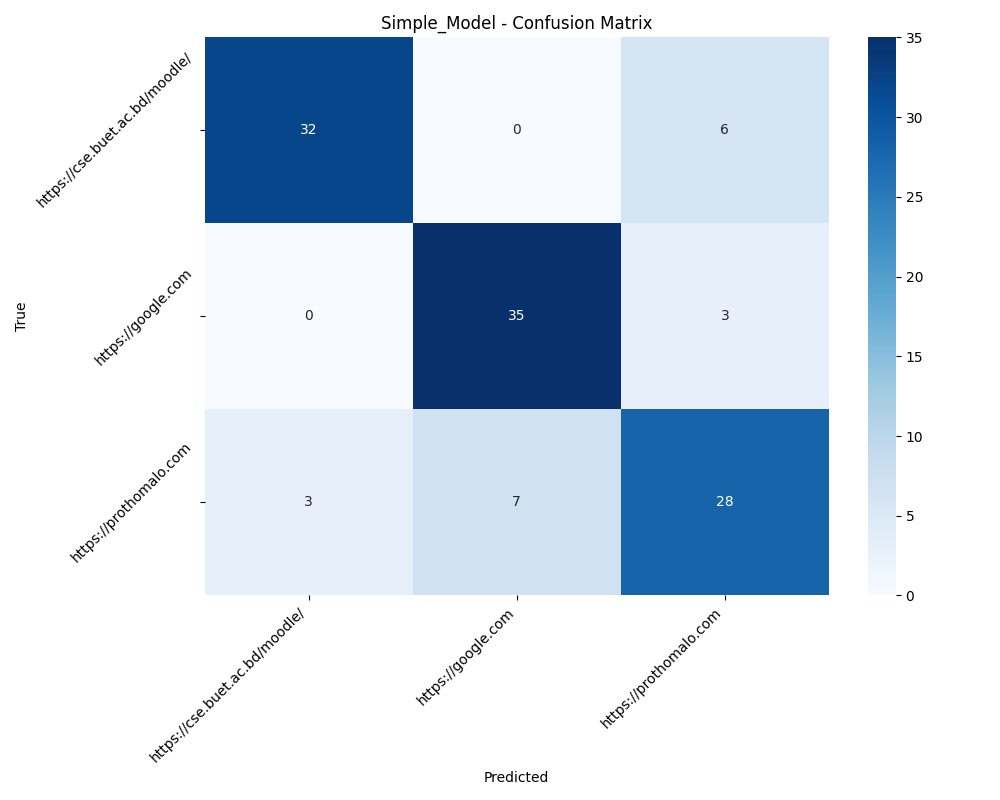 Simple_Model - Confusion Matrix
True
https://cse.buet.ac.bd/moodle/
32 0 6
https://google.com
0 35 3
https://prothomalo.com
3 7 28
https://cse.buet.ac.bd/moodle/
https://google.com
https://prothomalo.com
Predicted
35
30
25
20
15
10
5
0